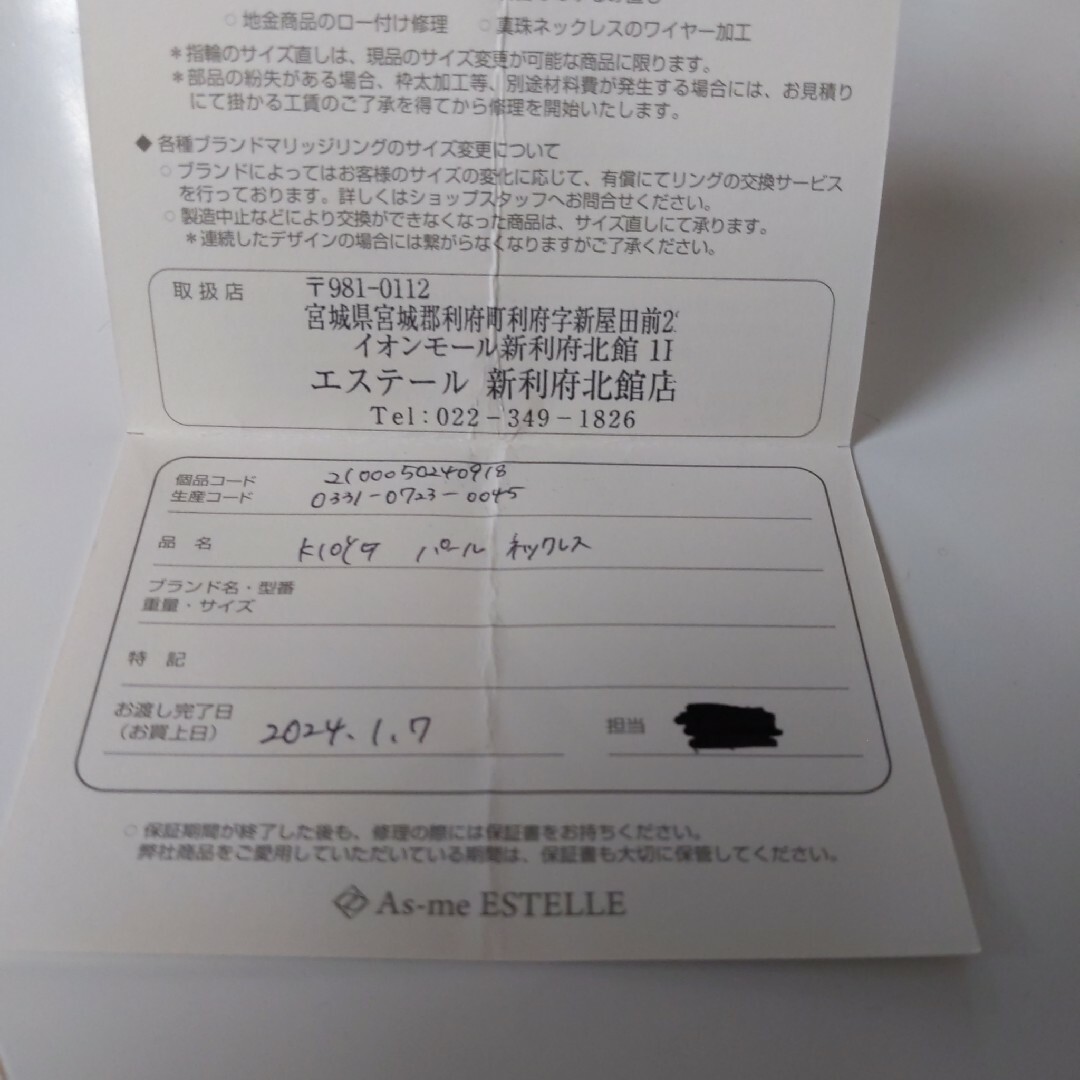 ○ 地金商品のロー付け修理　○ 真珠ネックレスのワイヤー加工
＊指輪のサイズ直しは、現品のサイズ変更が可能な商品に限ります。
＊部品の紛失がある場合、枠太加工等、別途材料費が発生する場合には、お見積り
にて掛かる工賃のご了承を得てから修理を開始いたします。
◆ 各種ブランドマリッジリングのサイズ変更について
○ ブランドによってはお客様のサイズの変化に応じて、有償にてリングの交換サービス
を行っております。詳しくはショップスタッフへお問合せください。
○ 製造中止などにより交換ができなくなった商品は、サイズ直しにて承ります。
＊連続したデザインの場合には繋がらなくなりますがご了承ください。
取扱店
〒981-0112
宮城県宮城郡利府町利府字新屋田前2
イオンモール新利府北館 1F
エステール 新利府北館店
Tel:022-349-1826
個品コード 2100050240918
生産コード 0331-0723-0045
品名 K10YG パール ネックレス
ブランド名・型番
重量・サイズ
特記
お渡し完了日
（お買上日） 2024.1.7 担当
○ 保証期間が終了した後も、修理の際には保証書をお持ちください。
弊社商品をご愛用していただいている期間は、保証書も大切に保管してください。
As-me ESTELLE